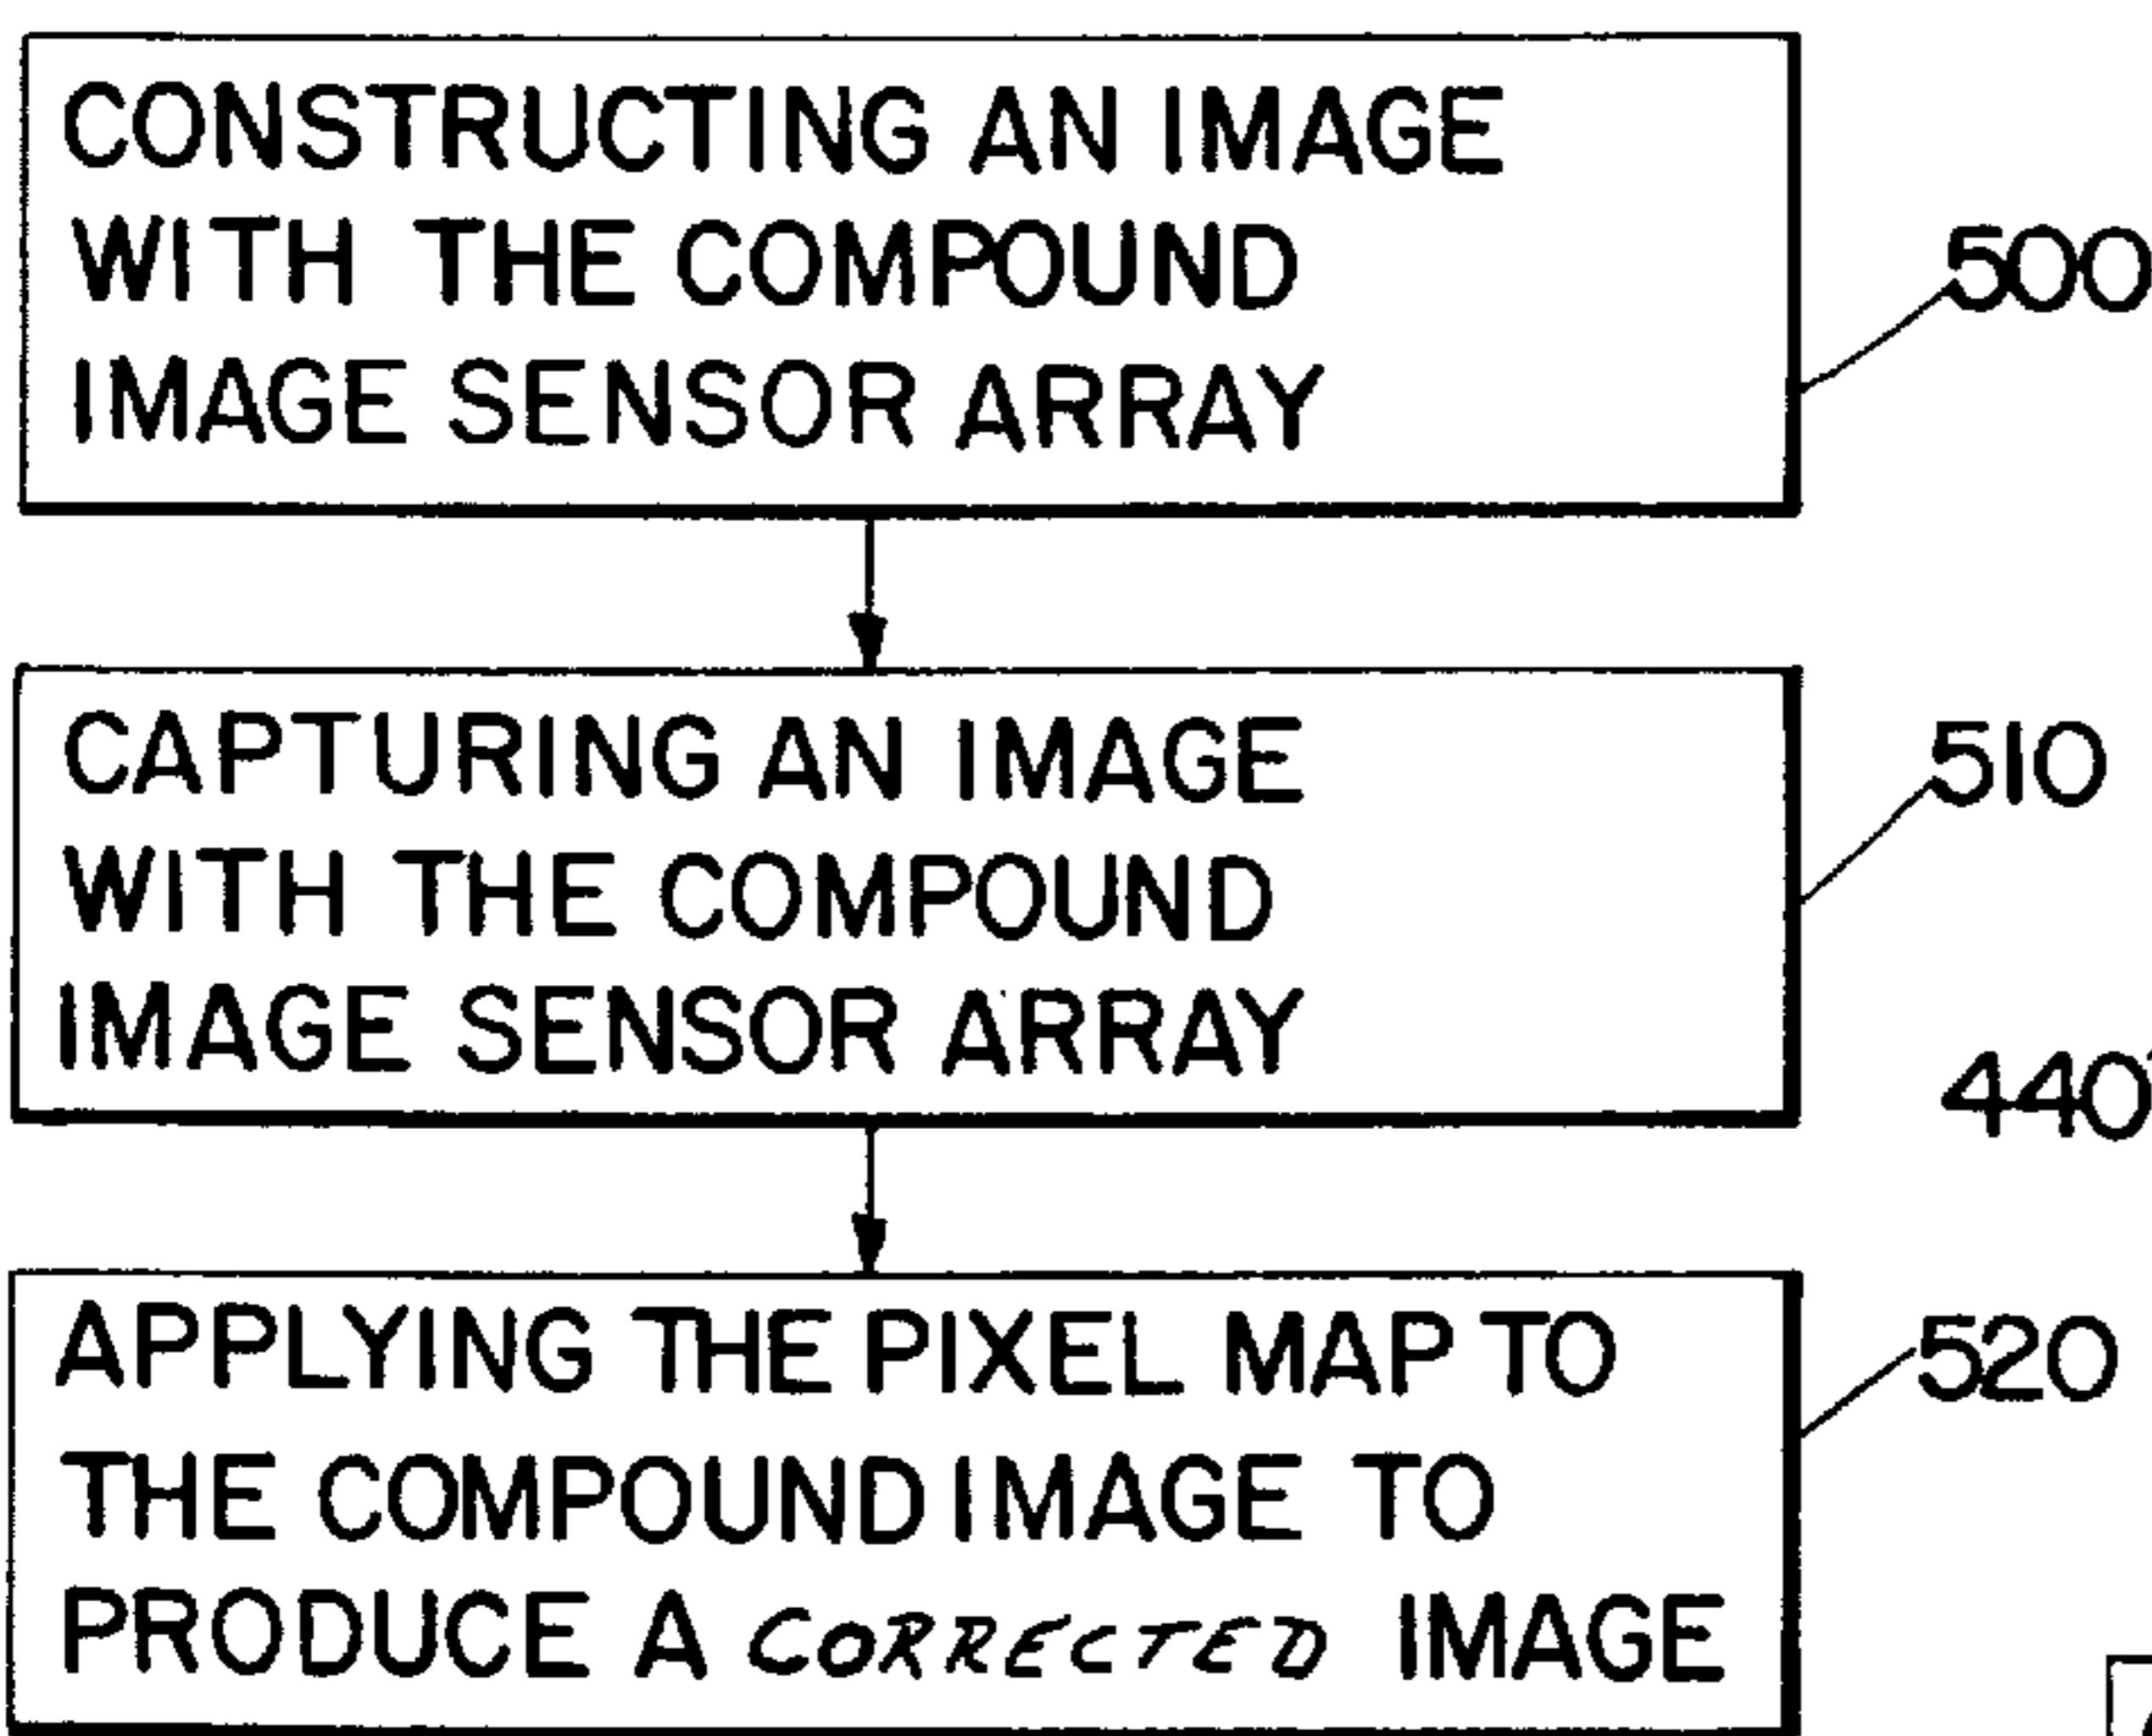 CONSTRUCTING AN IMAGE
WITH THE COMPOUND
IMAGE SENSOR ARRAY
500
CAPTURING AN IMAGE
WITH THE COMPOUND
IMAGE SENSOR ARRAY
510
440
APPLYING THE PIXEL MAP TO
THE COMPOUND IMAGE TO
PRODUCE A CORRECTED IMAGE
520